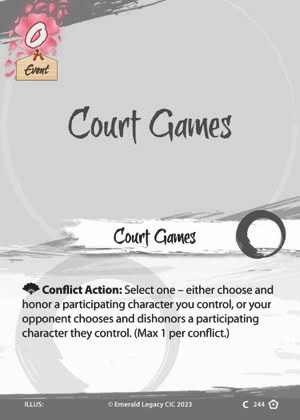 0
Event
Court Games
Court Games
Conflict Action: Select one – either choose and
honor a participating character you control, or your
opponent chooses and dishonors a participating
character they control. (Max 1 per conflict.)
ILLUS: © Emerald Legacy CIC 2023 C 244